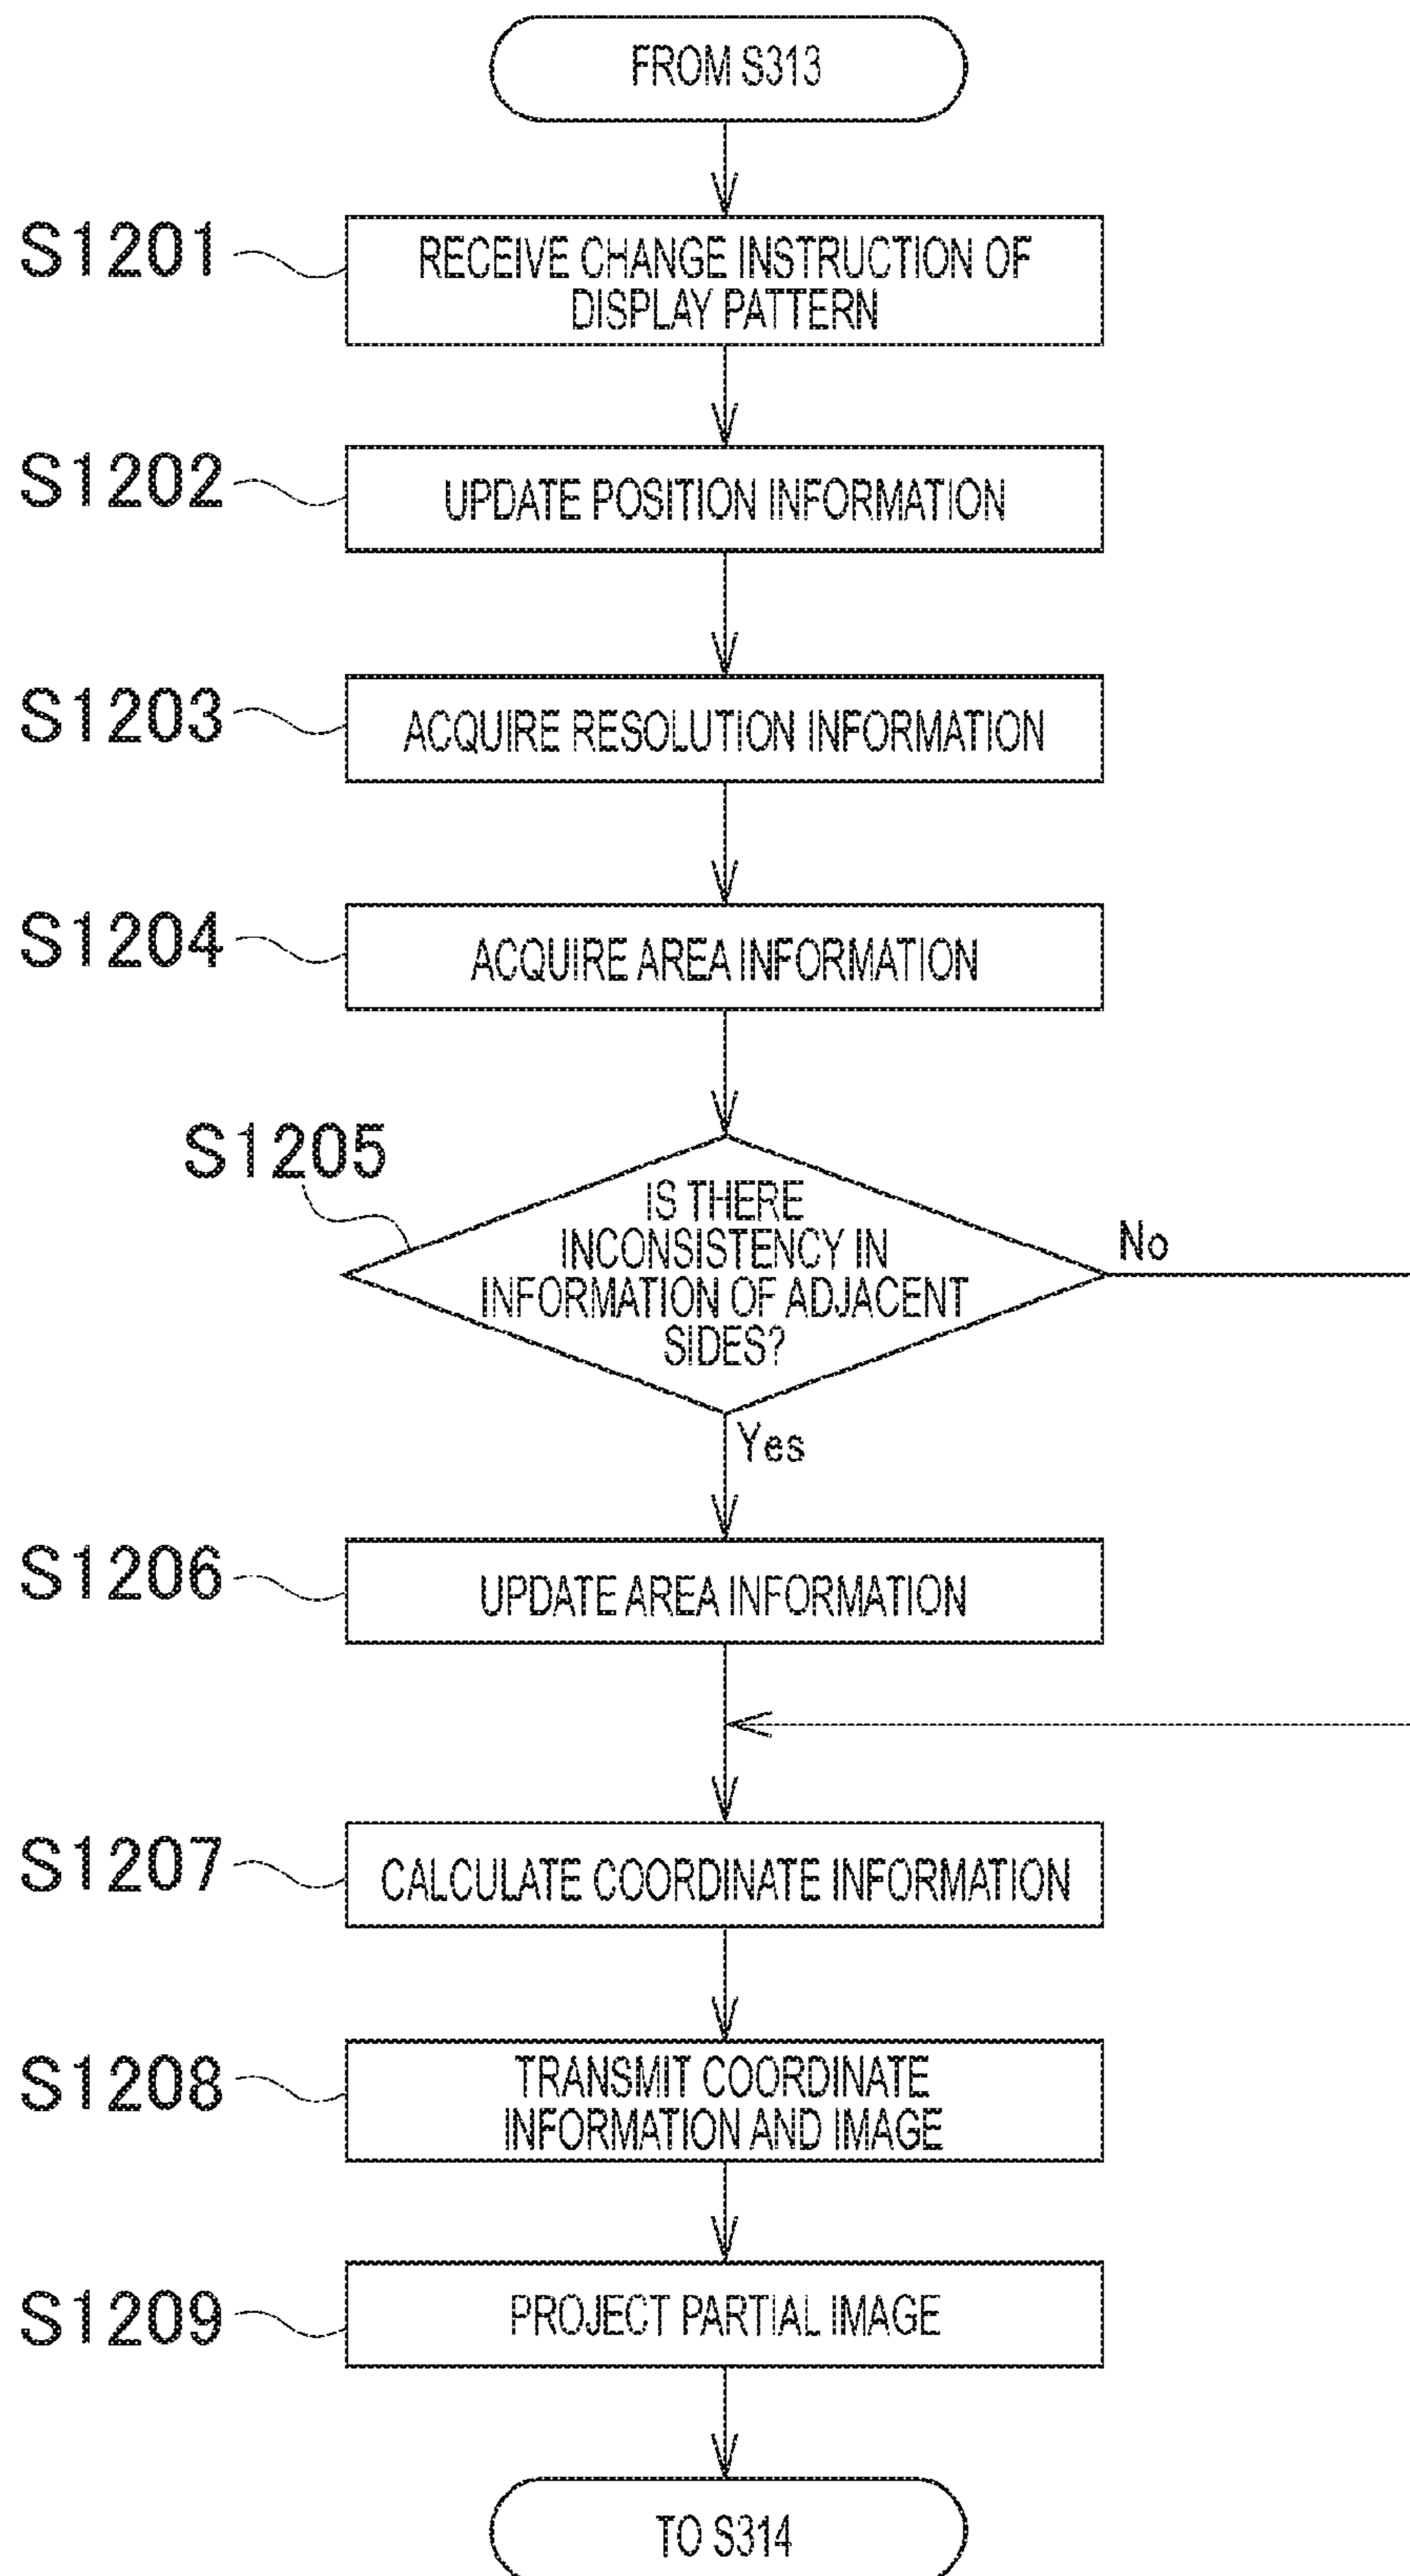 FROM S313
S1201
RECEIVE CHANGE INSTRUCTION OF
DISPLAY PATTERN
S1202
UPDATE POSITION INFORMATION
S1203
ACQUIRE RESOLUTION INFORMATION
S1204
ACQUIRE AREA INFORMATION
S1205
IS THERE
INCONSISTENCY IN
INFORMATION OF ADJACENT
SIDES?
No
Yes
S1206
UPDATE AREA INFORMATION
S1207
CALCULATE COORDINATE INFORMATION
S1208
TRANSMIT COORDINATE
INFORMATION AND IMAGE
S1209
PROJECT PARTIAL IMAGE
TO S314